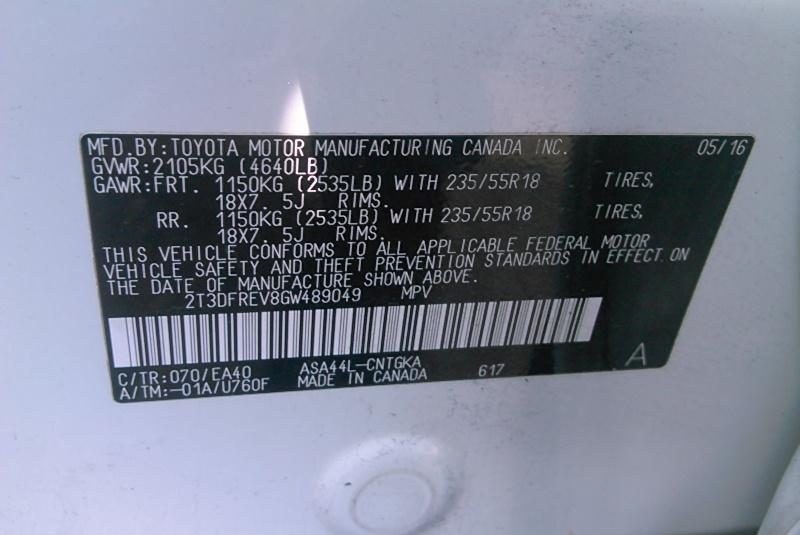 MFD. BY: TOYOTA MOTOR MANUFACTURING CANADA INC. 05/16
GVWR: 2105KG (4640LB)
GAWR: FRT. 1150KG (2535LB) WITH 235/55R18 TIRES,
18X7. 5J RIMS.
RR. 1150KG (2535LB) WITH 235/55R18 TIRES,
18X7. 5J RIMS.
THIS VEHICLE CONFORMS TO ALL APPLICABLE FEDERAL MOTOR
VEHICLE SAFETY AND THEFT PREVENTION STANDARDS IN EFFECT ON
THE DATE OF MANUFACTURE SHOWN ABOVE.
2T3DFREV8GW489049 MPV
C/TR: 070/EA40 ASA44L-CNTGKA 617 A
A/TM: -01A/U760F MADE IN CANADA